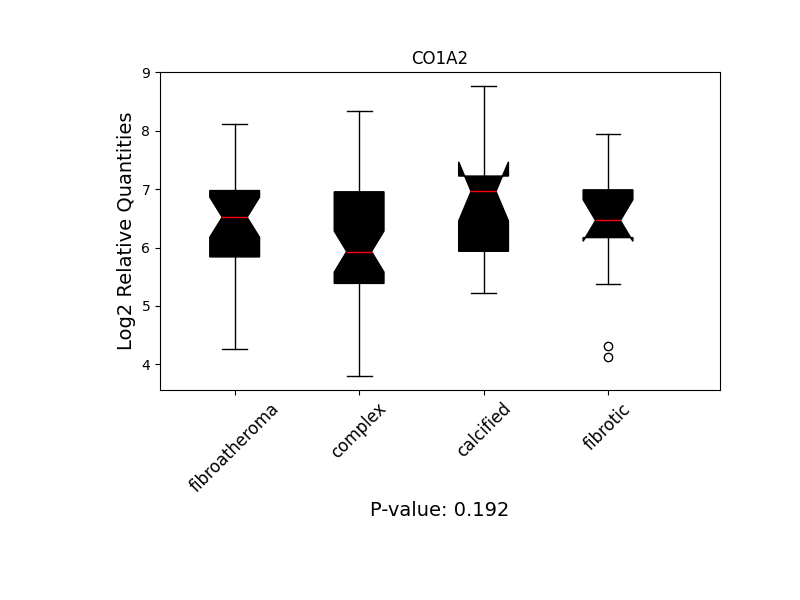 CO1A2
Log2 Relative Quantities
9
8
7
6
5
4
fibroatheroma
complex
calcified
fibrotic
P-value: 0.192